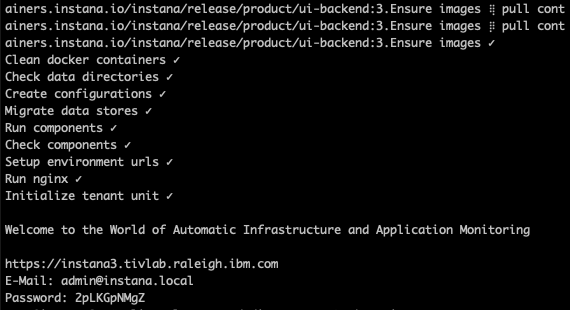 ainers.instana.io/instana/release/product/ui-backend:3.Ensure images ⣻ pull cont
ainers.instana.io/instana/release/product/ui-backend:3.Ensure images ⣻ pull cont
ainers.instana.io/instana/release/product/ui-backend:3.Ensure images ✓
Clean docker containers ✓
Check data directories ✓
Create configurations ✓
Migrate data stores ✓
Run components ✓
Check components ✓
Setup environment urls ✓
Run nginx ✓
Initialize tenant unit ✓
Welcome to the World of Automatic Infrastructure and Application Monitoring
https://instana3.tivlab.raleigh.ibm.com
E-Mail: admin@instana.local
Password: 2pLKGpNMgZ